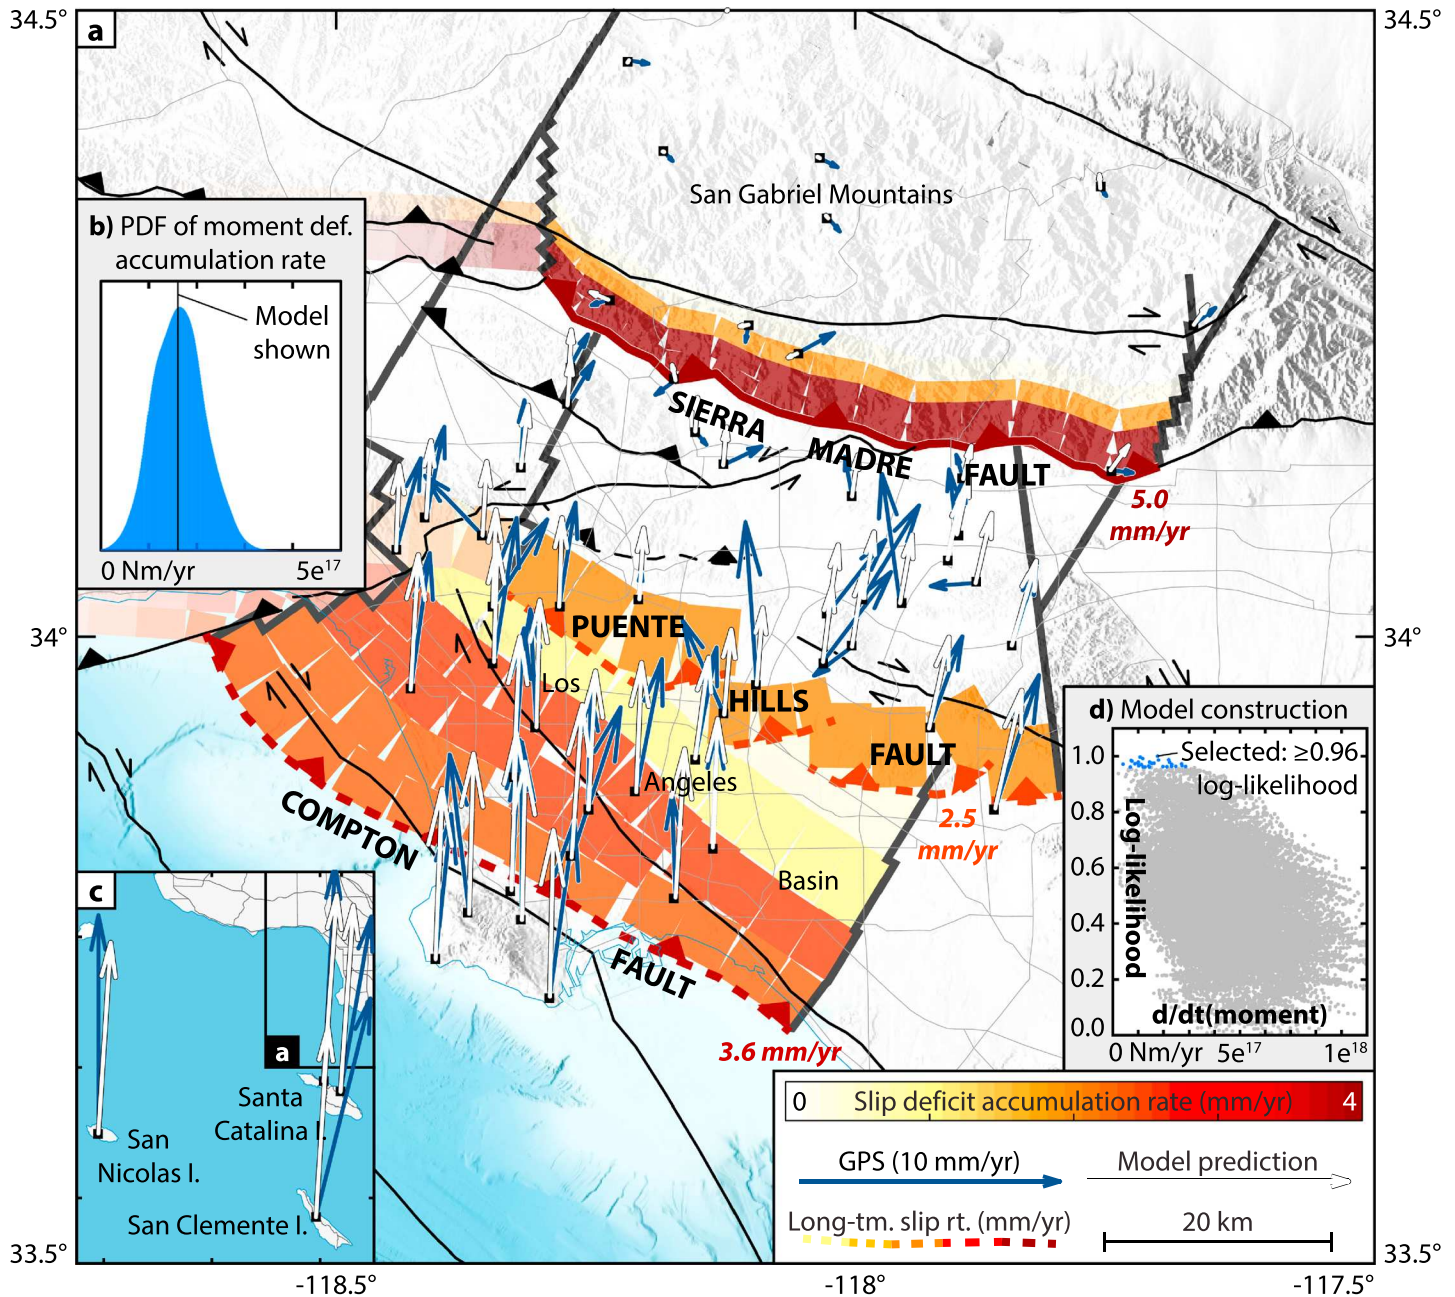 34.5°
34.5°
a
San Gabriel Mountains
b) PDF of moment def.
accumulation rate
Model
shown
0 Nm/yr
5e17
SIERRA
MADRE
FAULT
5.0
mm/yr
34°
34°
PUENTE
HILLS
FAULT
2.5
mm/yr
Los
Angeles
Basin
COMPTON
FAULT
3.6 mm/yr
d) Model construction
Selected: ≥0.96
log-likelihood
1.0
0.8
0.6
0.4
0.2
0.0
Log-likelihood
d/dt(moment)
0 Nm/yr
5e17
1e18
c
a
Santa
Catalina I.
San
Nicolas I.
San Clemente I.
0
Slip deficit accumulation rate (mm/yr)
4
GPS (10 mm/yr)
Model prediction
Long-tm. slip rt. (mm/yr)
20 km
33.5°
33.5°
-118.5°
-118°
-117.5°